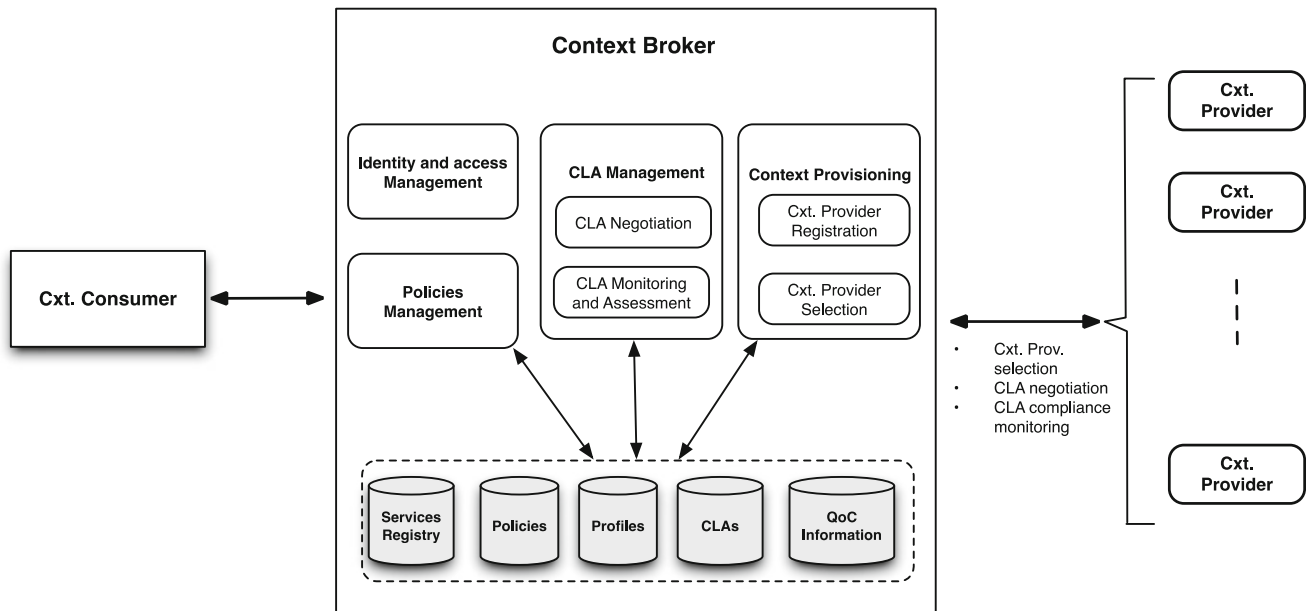 Context Broker
Identity and access
Management
Policies
Management
CLA Management
CLA Negotiation
CLA Monitoring
and Assessment
Context Provisioning
Cxt. Provider
Registration
Cxt. Provider
Selection
Cxt. Consumer
Services
Registry
Policies
Profiles
CLAs
QoC
Information
• Cxt. Prov.
selection
• CLA negotiation
• CLA compliance
monitoring
Cxt.
Provider
Cxt.
Provider
Cxt.
Provider